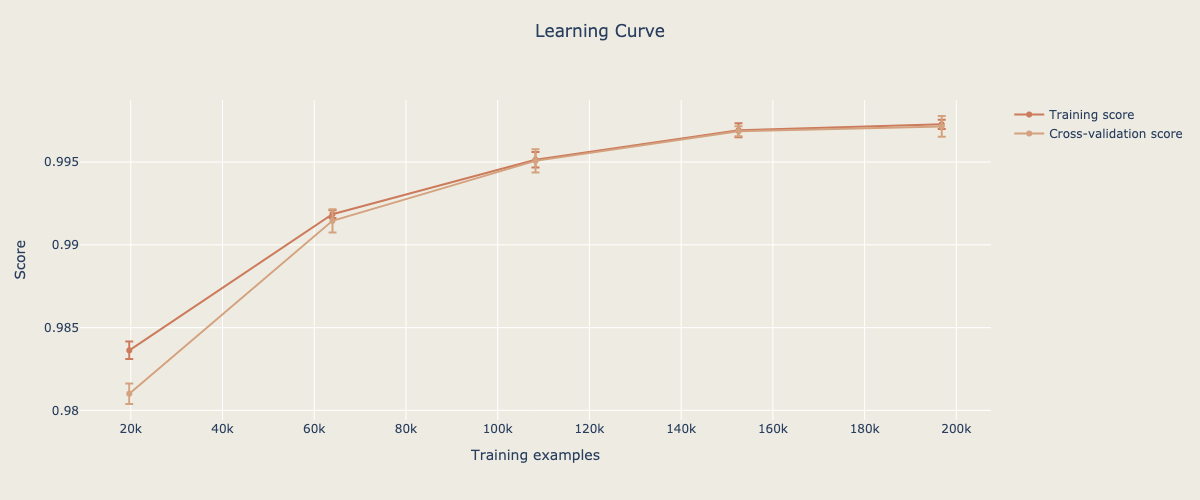 Learning Curve
Training score
Cross-validation score
0.995
0.99
0.985
0.98
Score
20k 40k 60k 80k 100k 120k 140k 160k 180k 200k
Training examples